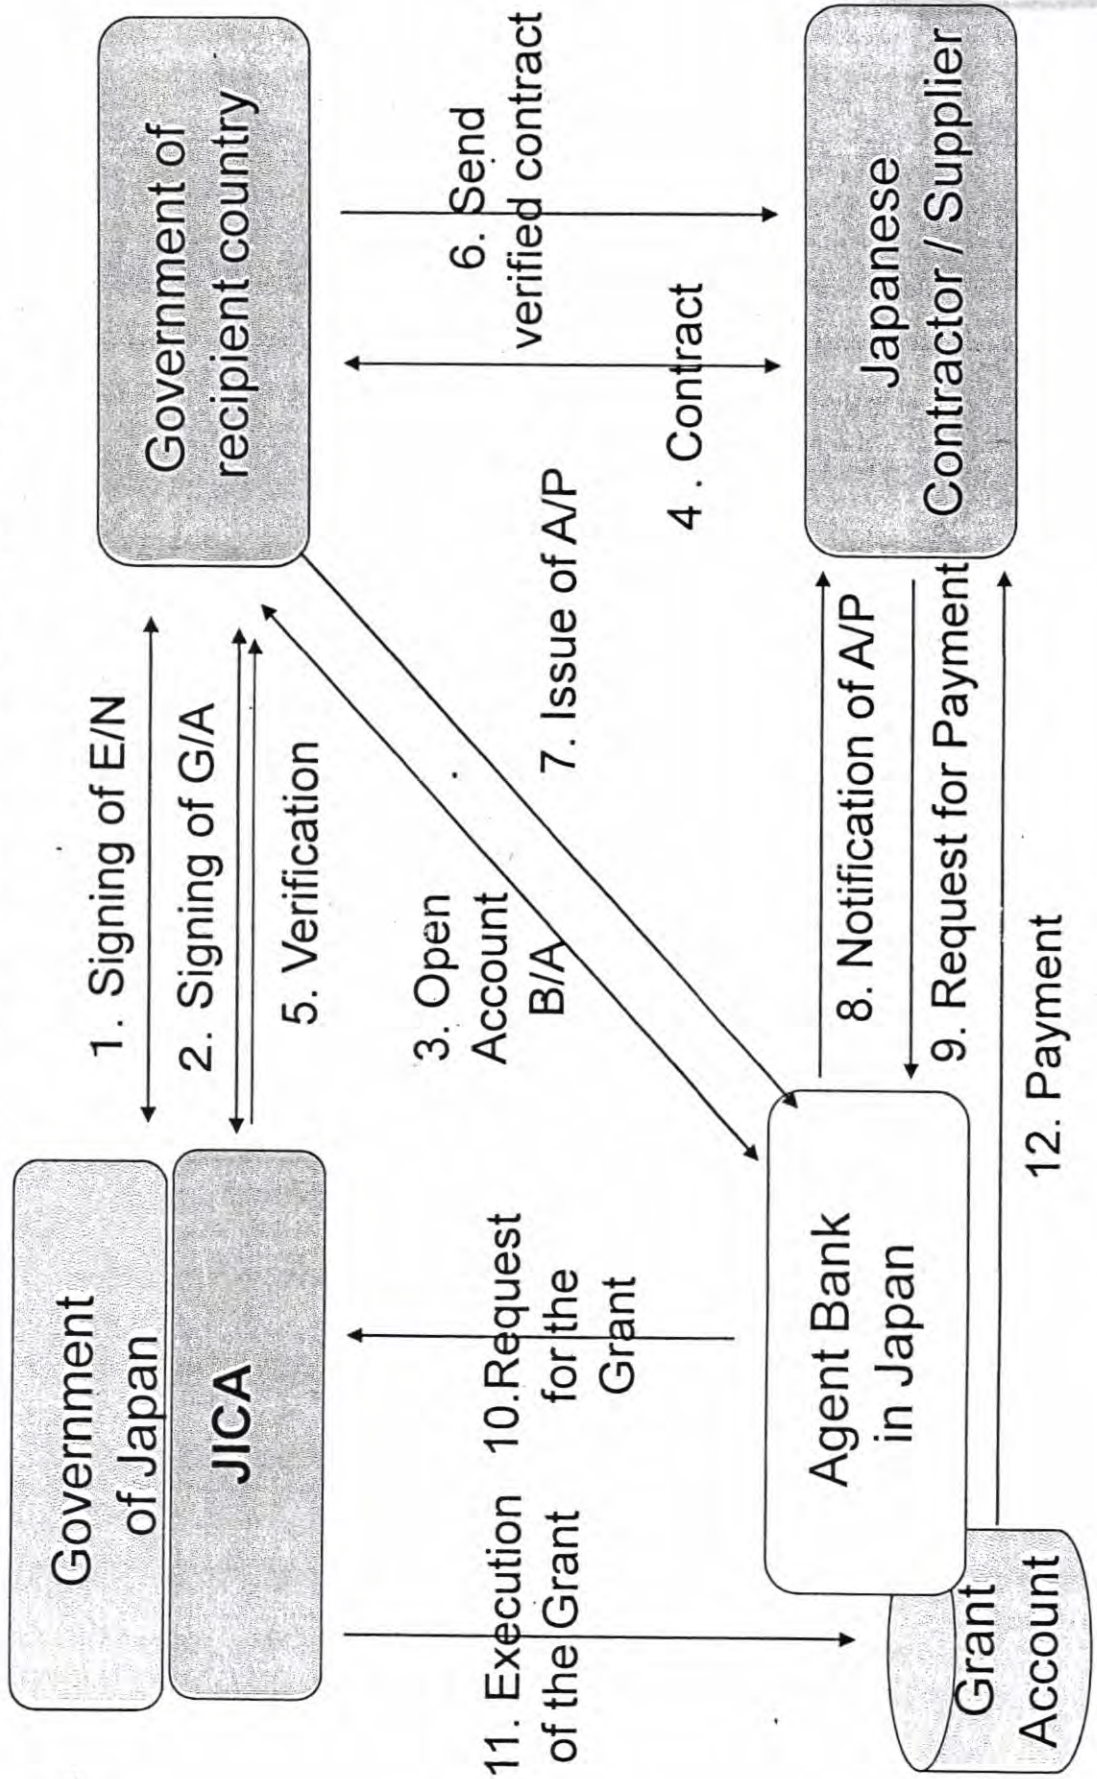 Government
of Japan
JICA
1. Signing of E/N
2. Signing of G/A
5. Verification
Government of
recipient country
3. Open
Account
B/A
7. Issue of A/P
11. Execution
of the Grant
10.Request
for the
Grant
4 . Contract
6. Send
verified contract
Agent Bank
in Japan
Grant
Account
8. Notification of A/P
9. Request for Payment
12. Payment
Japanese
Contractor / Supplier